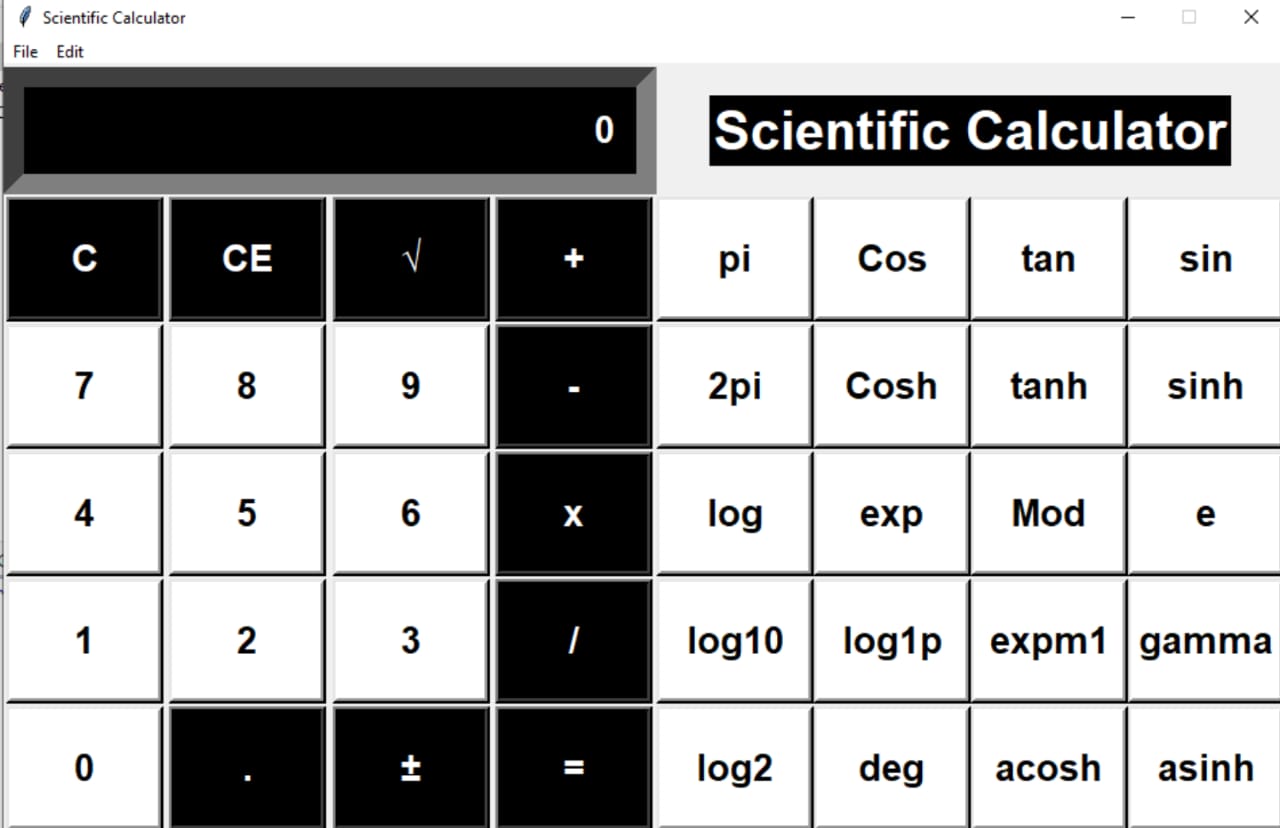 Scientific Calculator
File Edit
0
Scientific Calculator
C CE √ + pi Cos tan sin
7 8 9 - 2pi Cosh tanh sinh
4 5 6 x log exp Mod e
1 2 3 / log10 log1p expm1 gamma
0 . ± = log2 deg acosh asinh